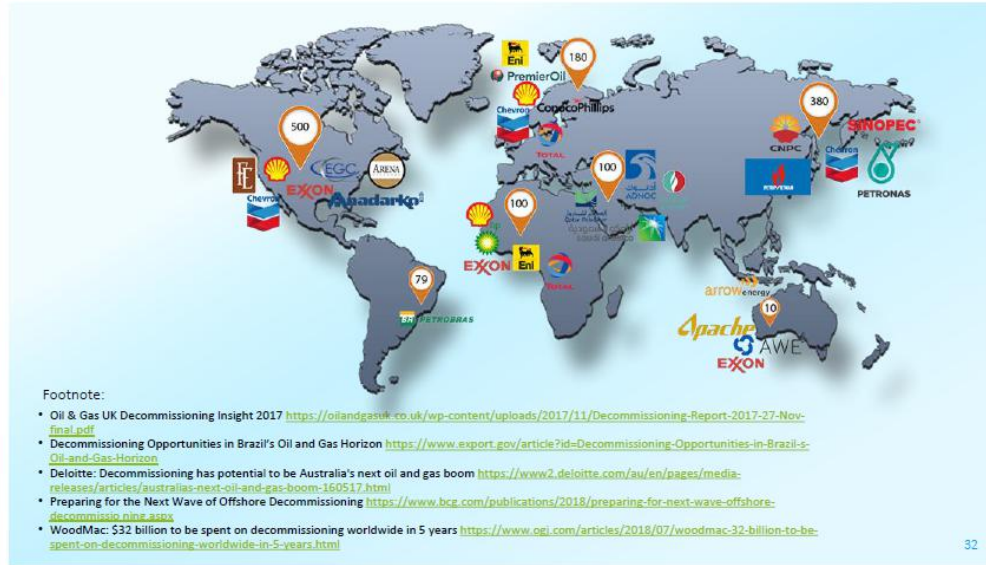 Eni
180
PremierOil
ConocoPhillips
Chevron
TOTAL
500
EGC
ARENA
EXXON
Anadarko
Chevron
380
SINOPEC
CNPC
Chevron
PETRONAS
100
أدنوك
ADNOC
Qatar Petroleum
100
bp
EXXON
Eni
TOTAL
79
BR PETROBRAS
arrow energy
10
Apache
AWE
EXXON
Footnote:
• Oil & Gas UK Decommissioning Insight 2017 https://oilandgasuk.co.uk/wp-content/uploads/2017/11/Decommissioning-Report-2017-27-Nov-
final.pdf
• Decommissioning Opportunities in Brazil's Oil and Gas Horizon https://www.export.gov/article?id=Decommissioning-Opportunities-in-Brazil-s-
Oil-and-Gas-Horizon
• Deloitte: Decommissioning has potential to be Australia's next oil and gas boom https://www2.deloitte.com/au/en/pages/media-
releases/articles/australias-next-oil-and-gas-boom-160517.html
• Preparing for the Next Wave of Offshore Decommissioning https://www.bcg.com/publications/2018/preparing-for-next-wave-offshore-
decommissio ning.aspx
• WoodMac: $32 billion to be spent on decommissioning worldwide in 5 years https://www.ogj.com/articles/2018/07/woodmac-32-billion-to-be-
spent-on-decommissioning-worldwide-in-5-years.html
32